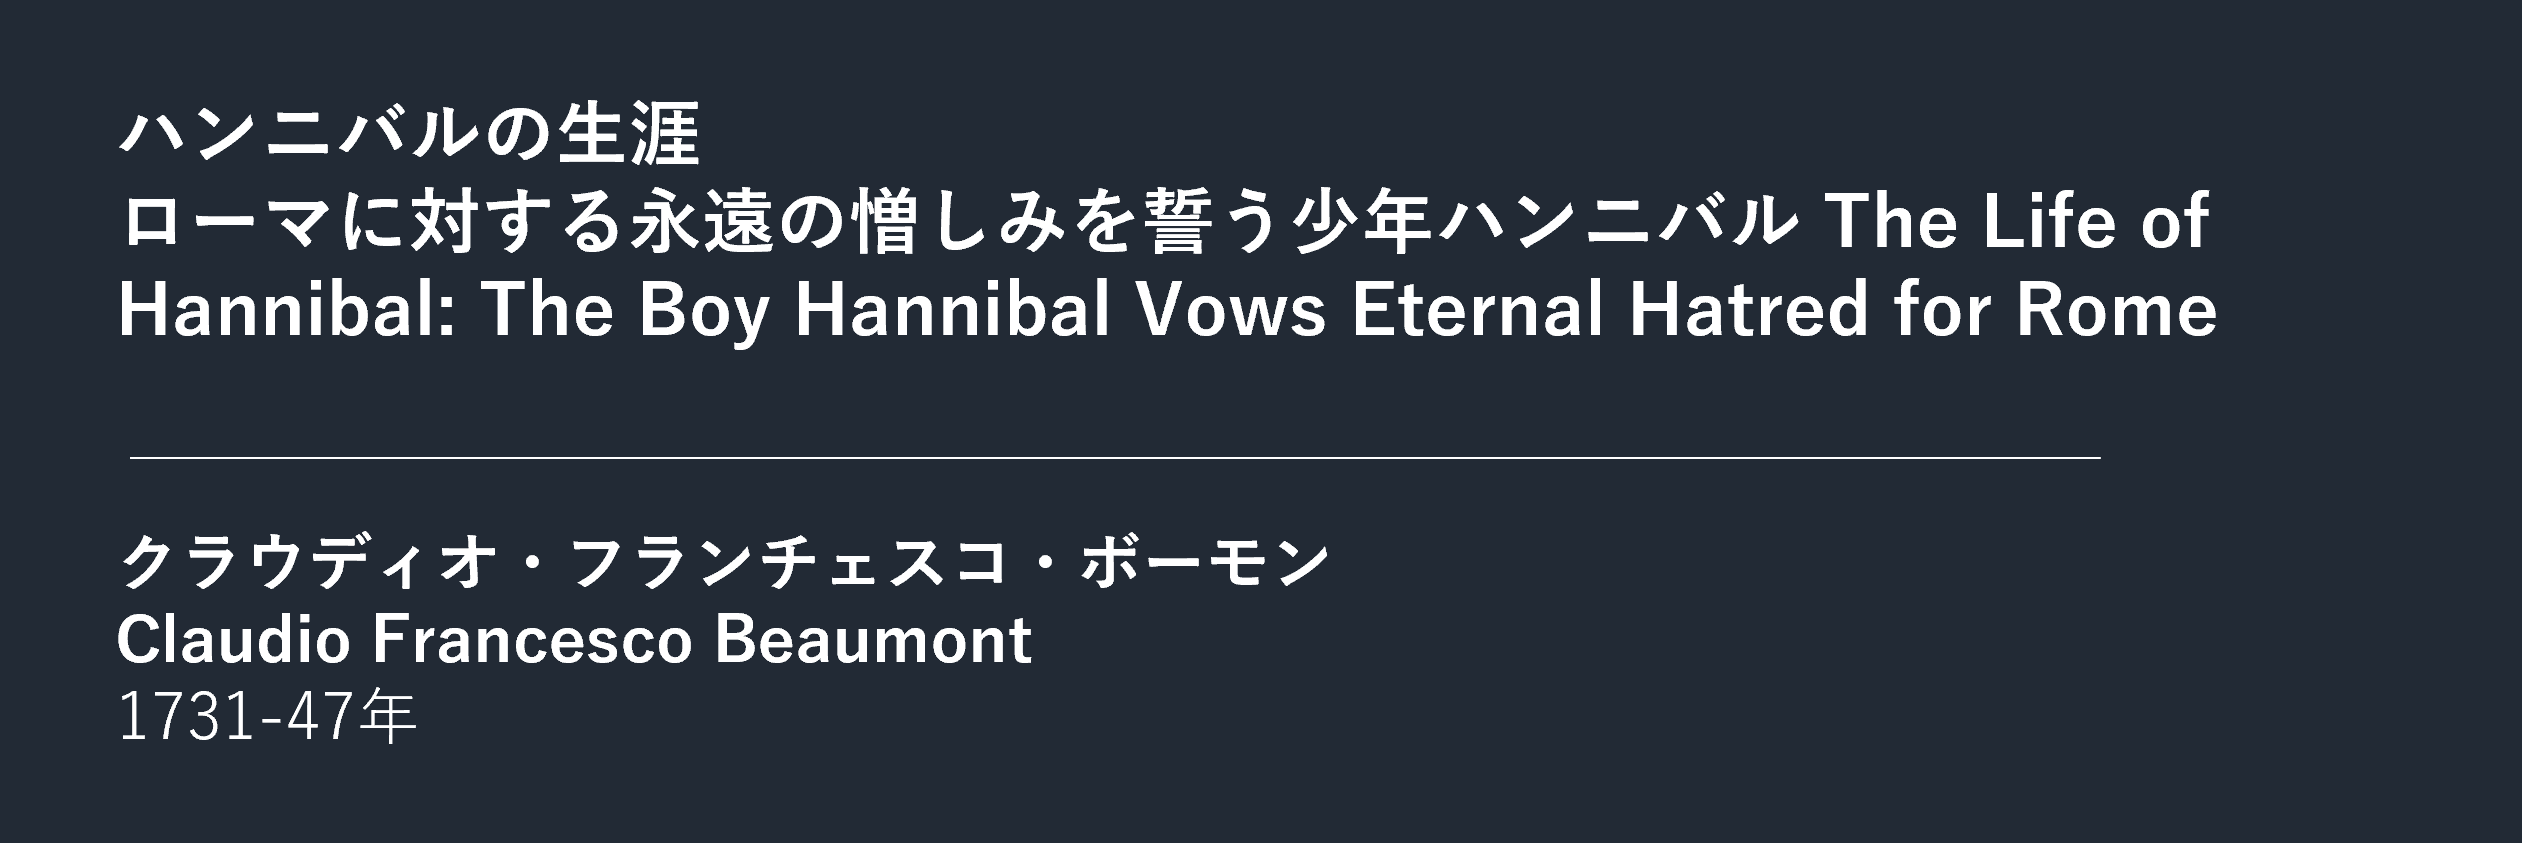 ハンニバルの生涯
ローマに対する永遠の憎しみを誓う少年ハンニバル The Life of
Hannibal: The Boy Hannibal Vows Eternal Hatred for Rome
クラウディオ・フランチェスコ・ボーモン
Claudio Francesco Beaumont
1731-47年